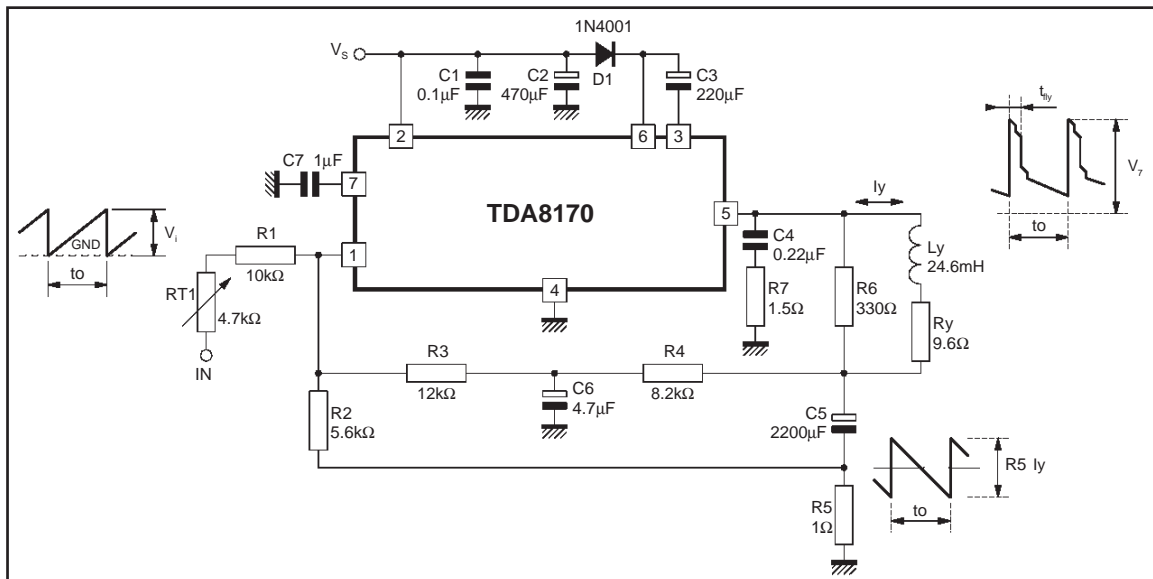 1N4001
VS
C1
0.1μF
C2
470μF
D1
C3
220μF
2
6
3
tfly
V7
to
C7
1μF
7
TDA8170
5
Iy
Vi
GND
to
R1
10kΩ
1
RT1
4.7kΩ
IN
4
C4
0.22μF
R7
1.5Ω
R6
330Ω
Ly
24.6mH
Ry
9.6Ω
R3
12kΩ
R4
8.2kΩ
C6
4.7μF
R2
5.6kΩ
C5
2200μF
R5 Iy
to
R5
1Ω